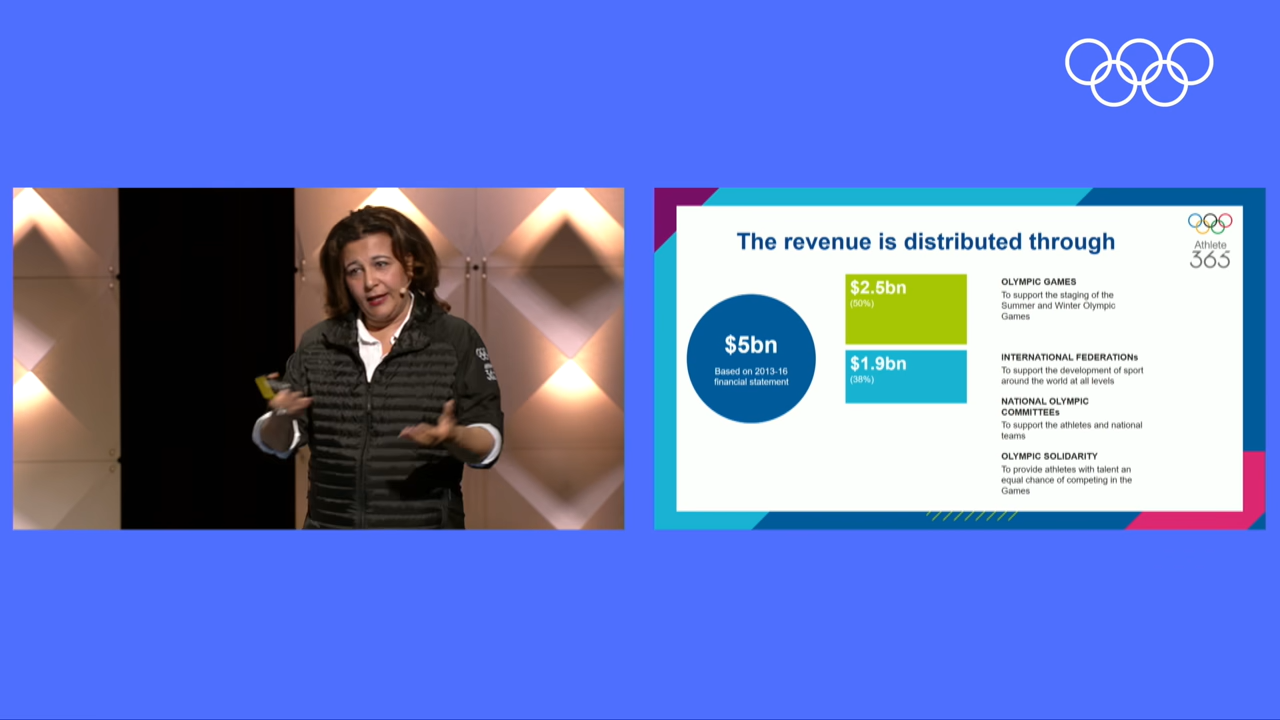 The revenue is distributed through
Athlete
365
$5bn
Based on 2013-16
financial statement
$2.5bn
(50%)
$1.9bn
(38%)
OLYMPIC GAMES
To support the staging of the
Summer and Winter Olympic
Games
INTERNATIONAL FEDERATIONs
To support the development of sport
around the world at all levels
NATIONAL OLYMPIC
COMMITTEEs
To support the athletes and national
teams
OLYMPIC SOLIDARITY
To provide athletes with talent an
equal chance of competing in the
Games